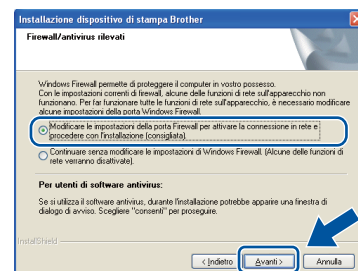 Installazione dispositivo di stampa Brother
Firewall/antivirus rilevati
Windows Firewall permette di proteggere il computer in vostro possesso.
Con le impostazioni correnti di firewall, alcune delle funzioni di rete sull'apparecchio non
funzionano. Per far funzionare tutte le funzioni di rete sull'apparecchio, è necessario modificare
alcune impostazioni della porta Windows Firewall.
Modificare le impostazioni della porta Firewall per attivare la connessione in rete e
procedere con l'installazione (consigliata).
Continuare senza modificare le impostazioni di Windows Firewall. (Alcune delle funzioni di
rete verranno disattivate).
Per utenti di software antivirus:
Se si utilizza il software antivirus, durante l'installazione potrebbe apparire una finestra di
dialogo di avviso. Scegliere "consenti" per proseguire.
InstallShield
< Indietro Avanti > Annulla